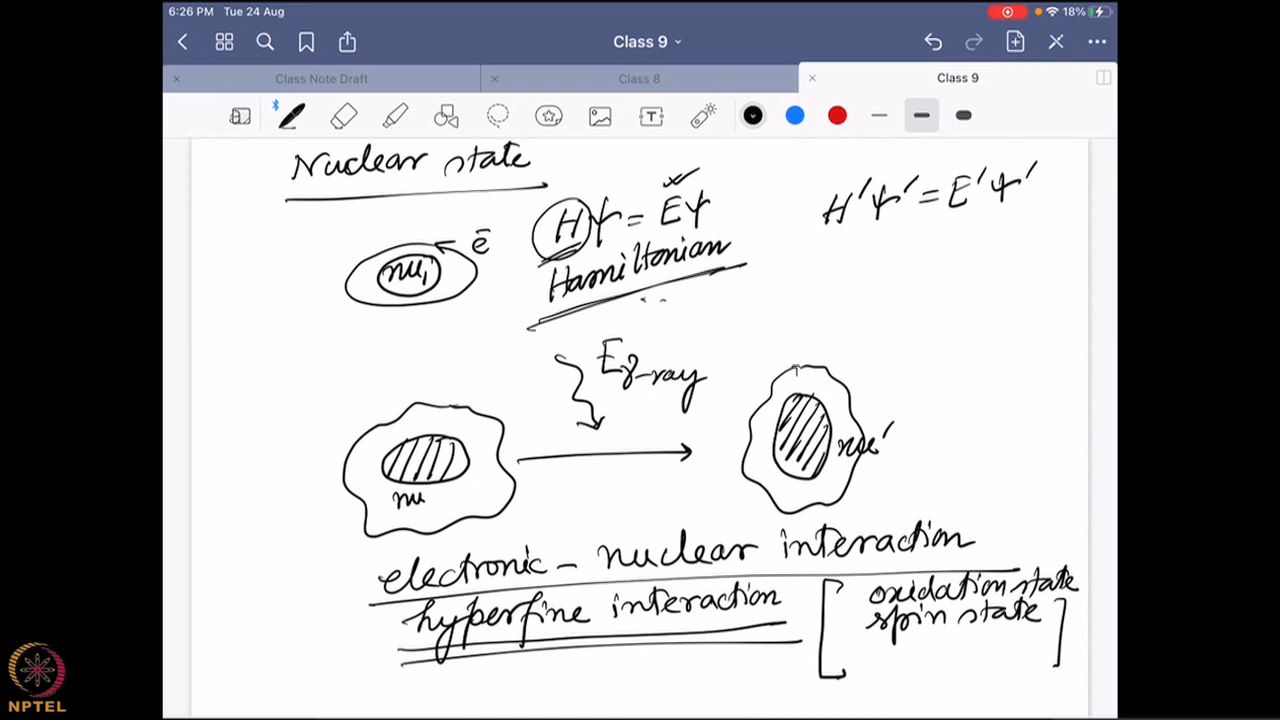 6:26 PM Tue 24 Aug
18%
Class 9
Class Note Draft
Class 8
Class 9
T
Nuclear state
Hψ = Eψ
H'ψ' = E'ψ'
ē
nu,
Hamiltonian
Eγ-ray
nu
nu'
electronic - nuclear interaction
hyperfine interaction
[ oxidation state
spin state ]
NPTEL